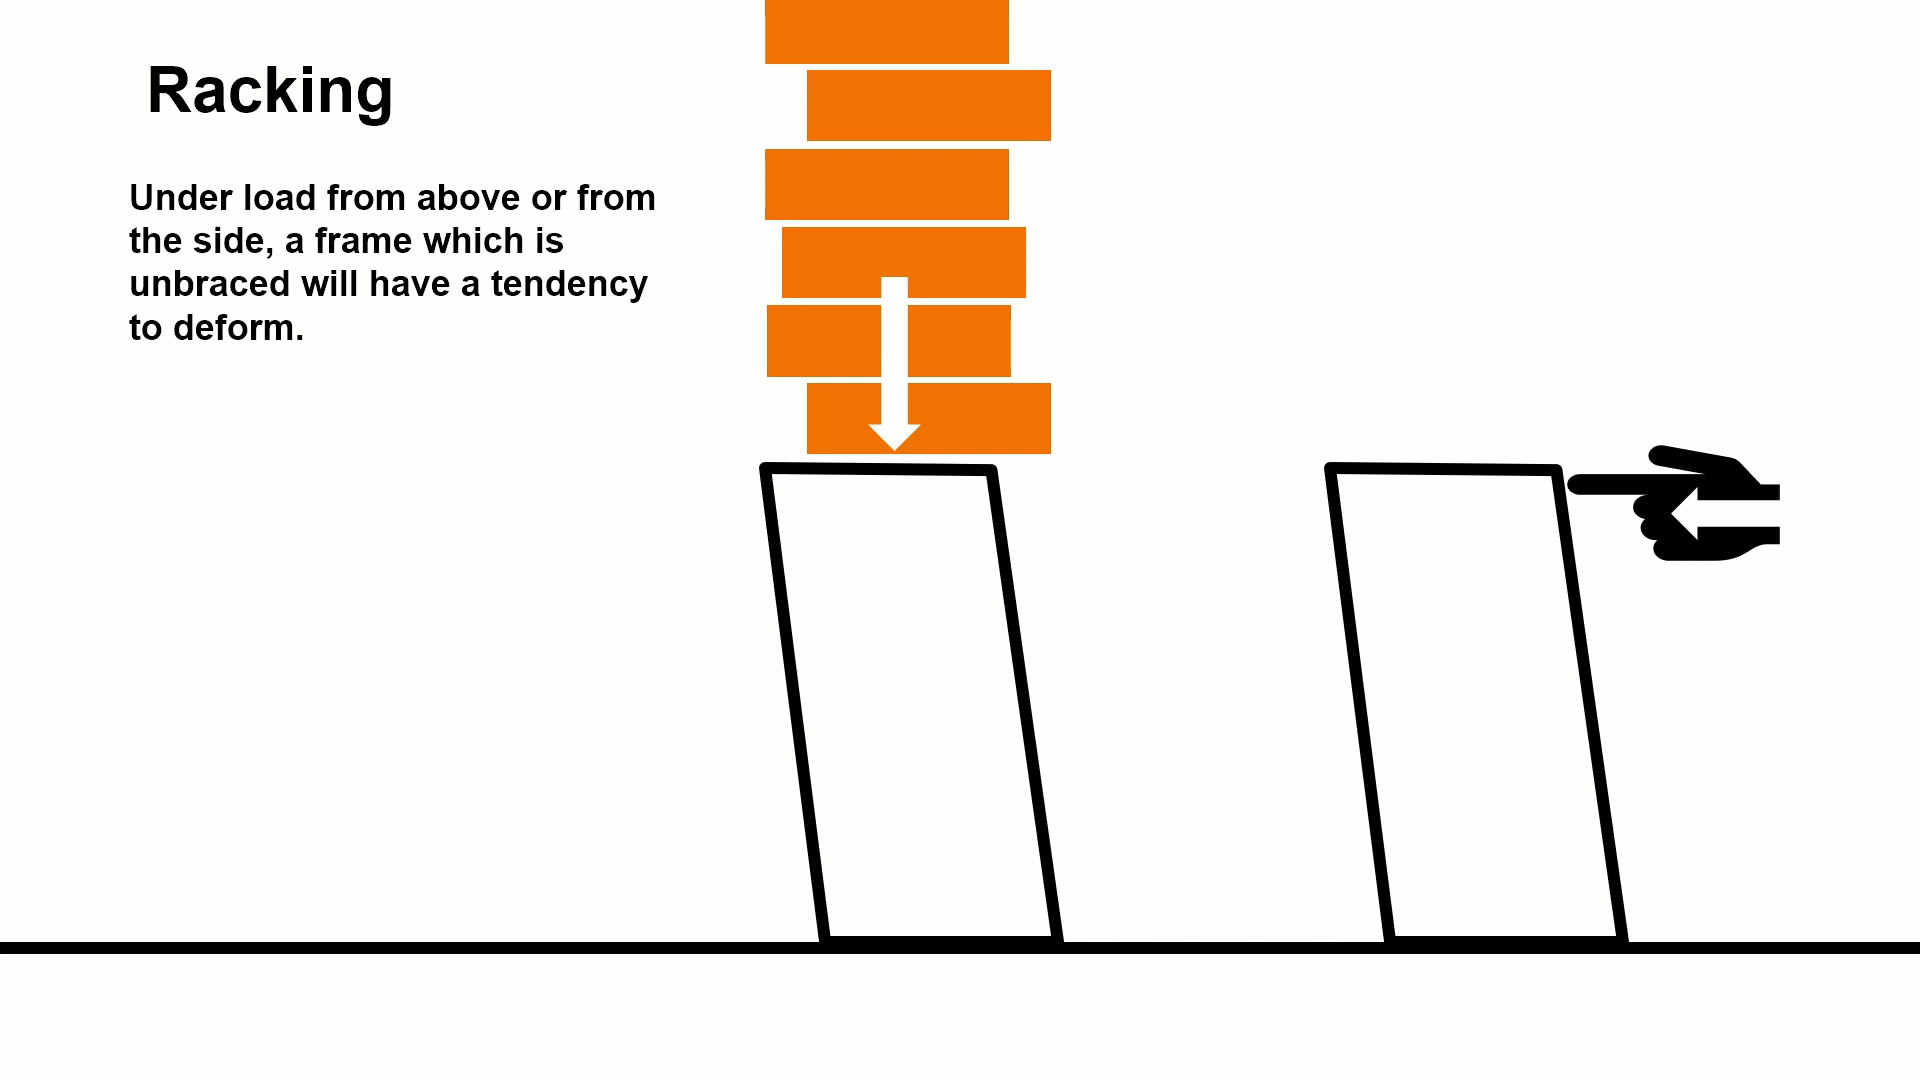 Racking
Under load from above or from
the side, a frame which is
unbraced will have a tendency
to deform.